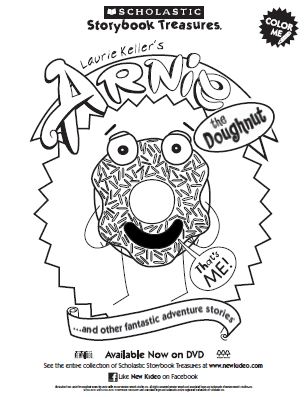 SCHOLASTIC
Storybook Treasures.
COLOR ME!
Laurie Keller's
ARNIE
the Doughnut
That's ME!
...and other fantastic adventure stories
Available Now on DVD
See the entire collection of Scholastic Storybook Treasures at www.newkideo.com
Like New Kideo on Facebook